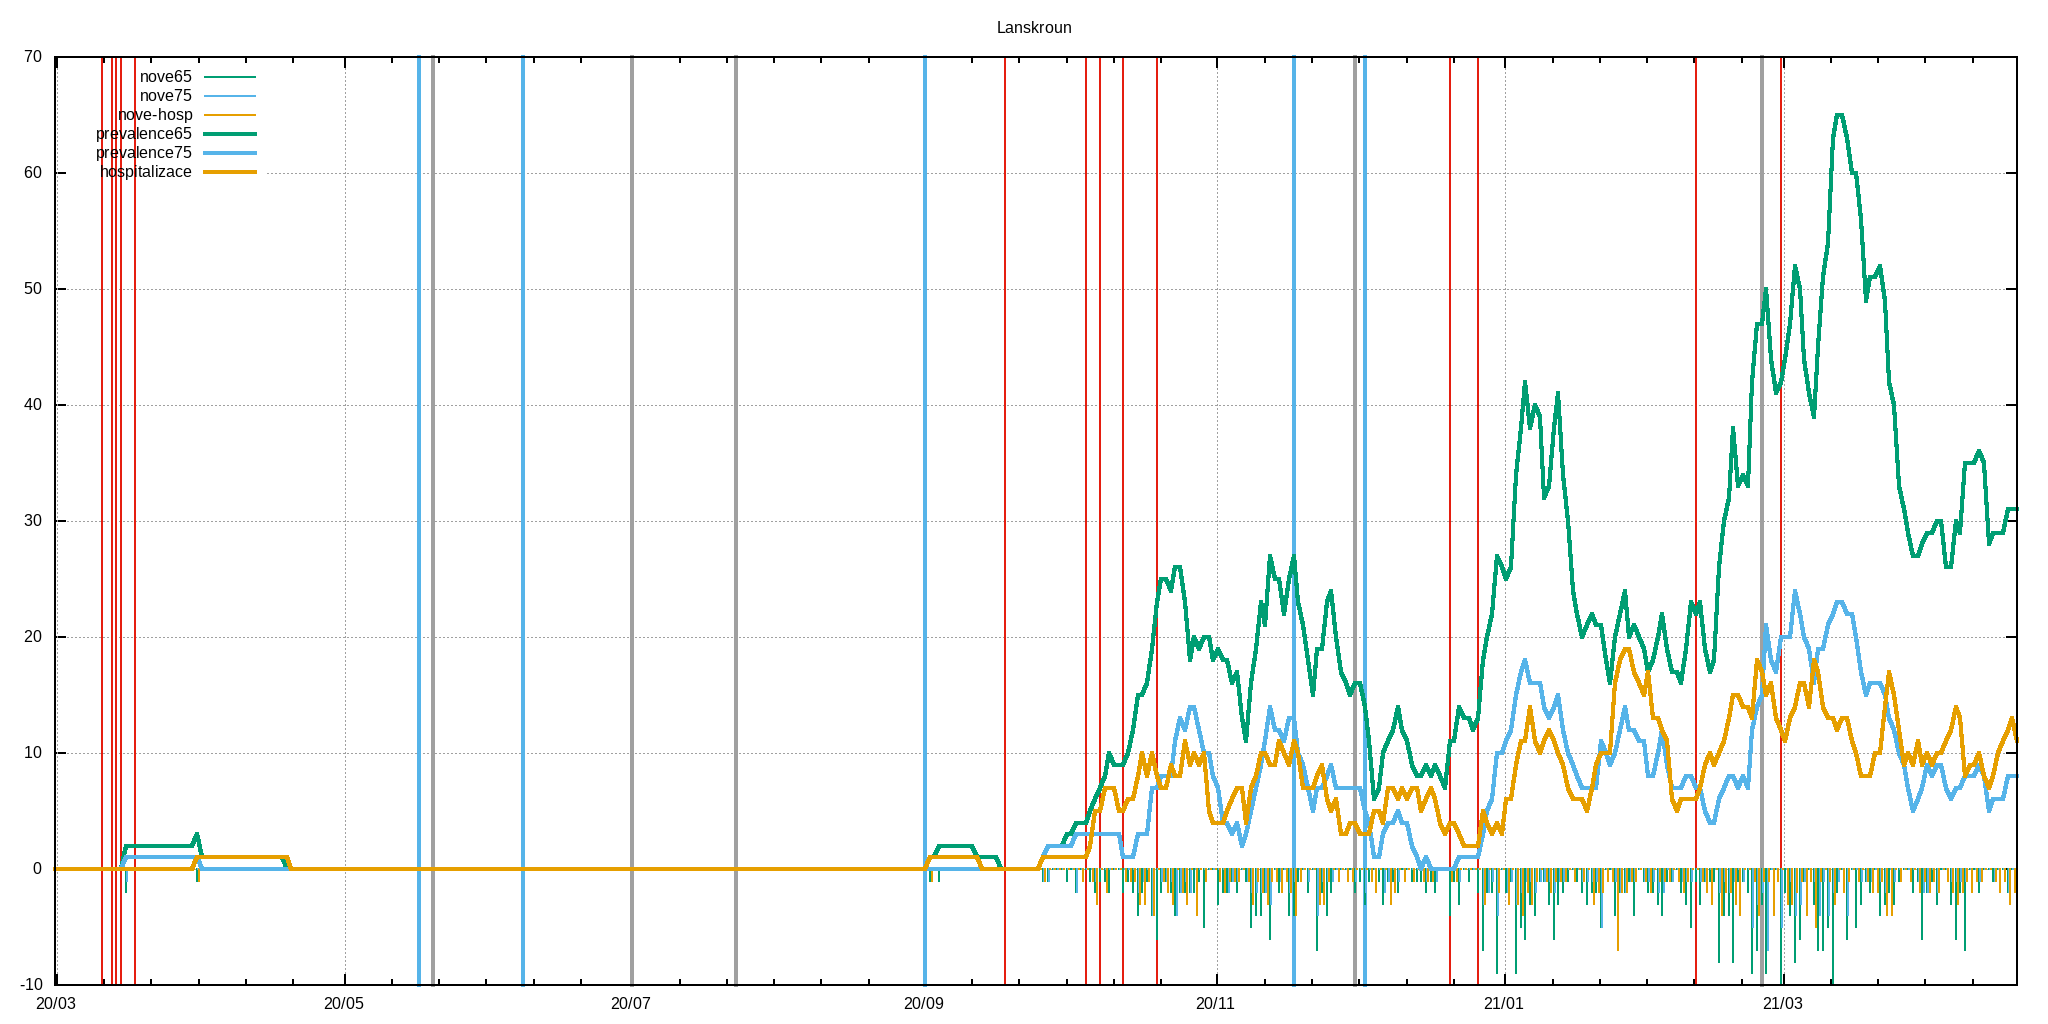 Lanskroun
70
60
50
40
30
20
10
0
-10
nove65
nove75
nove-hosp
prevalence65
prevalence75
hospitalizace
20/03 20/05 20/07 20/09 20/11 21/01 21/03